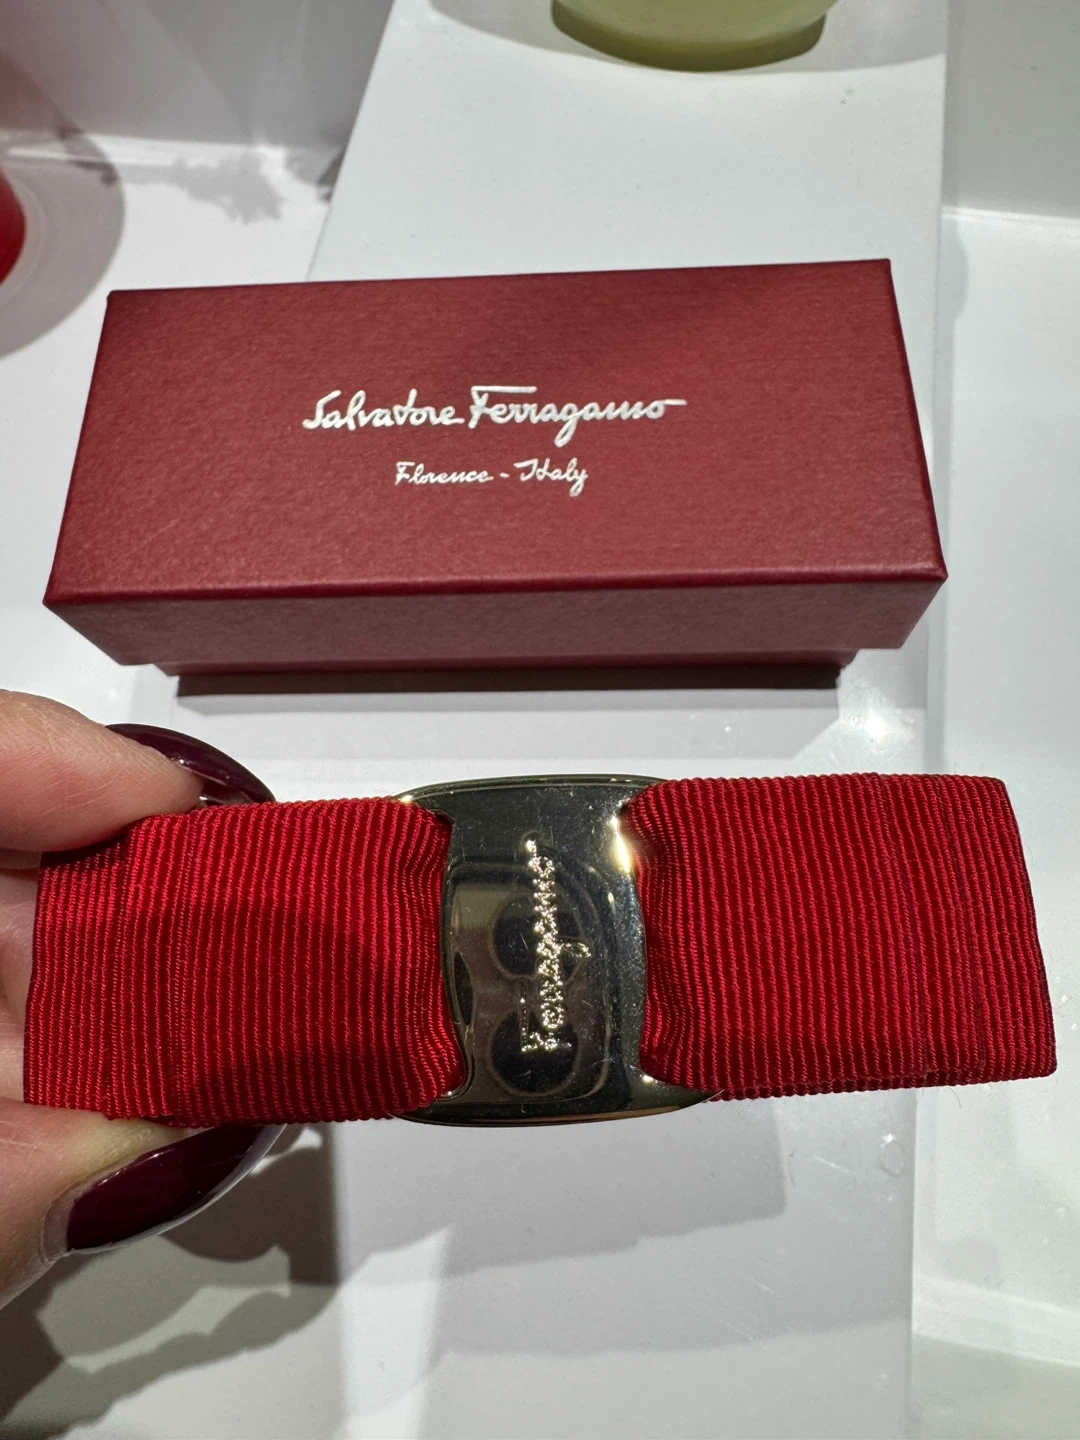 Salvatore Ferragamo
Florence - Italy
Ferragamo